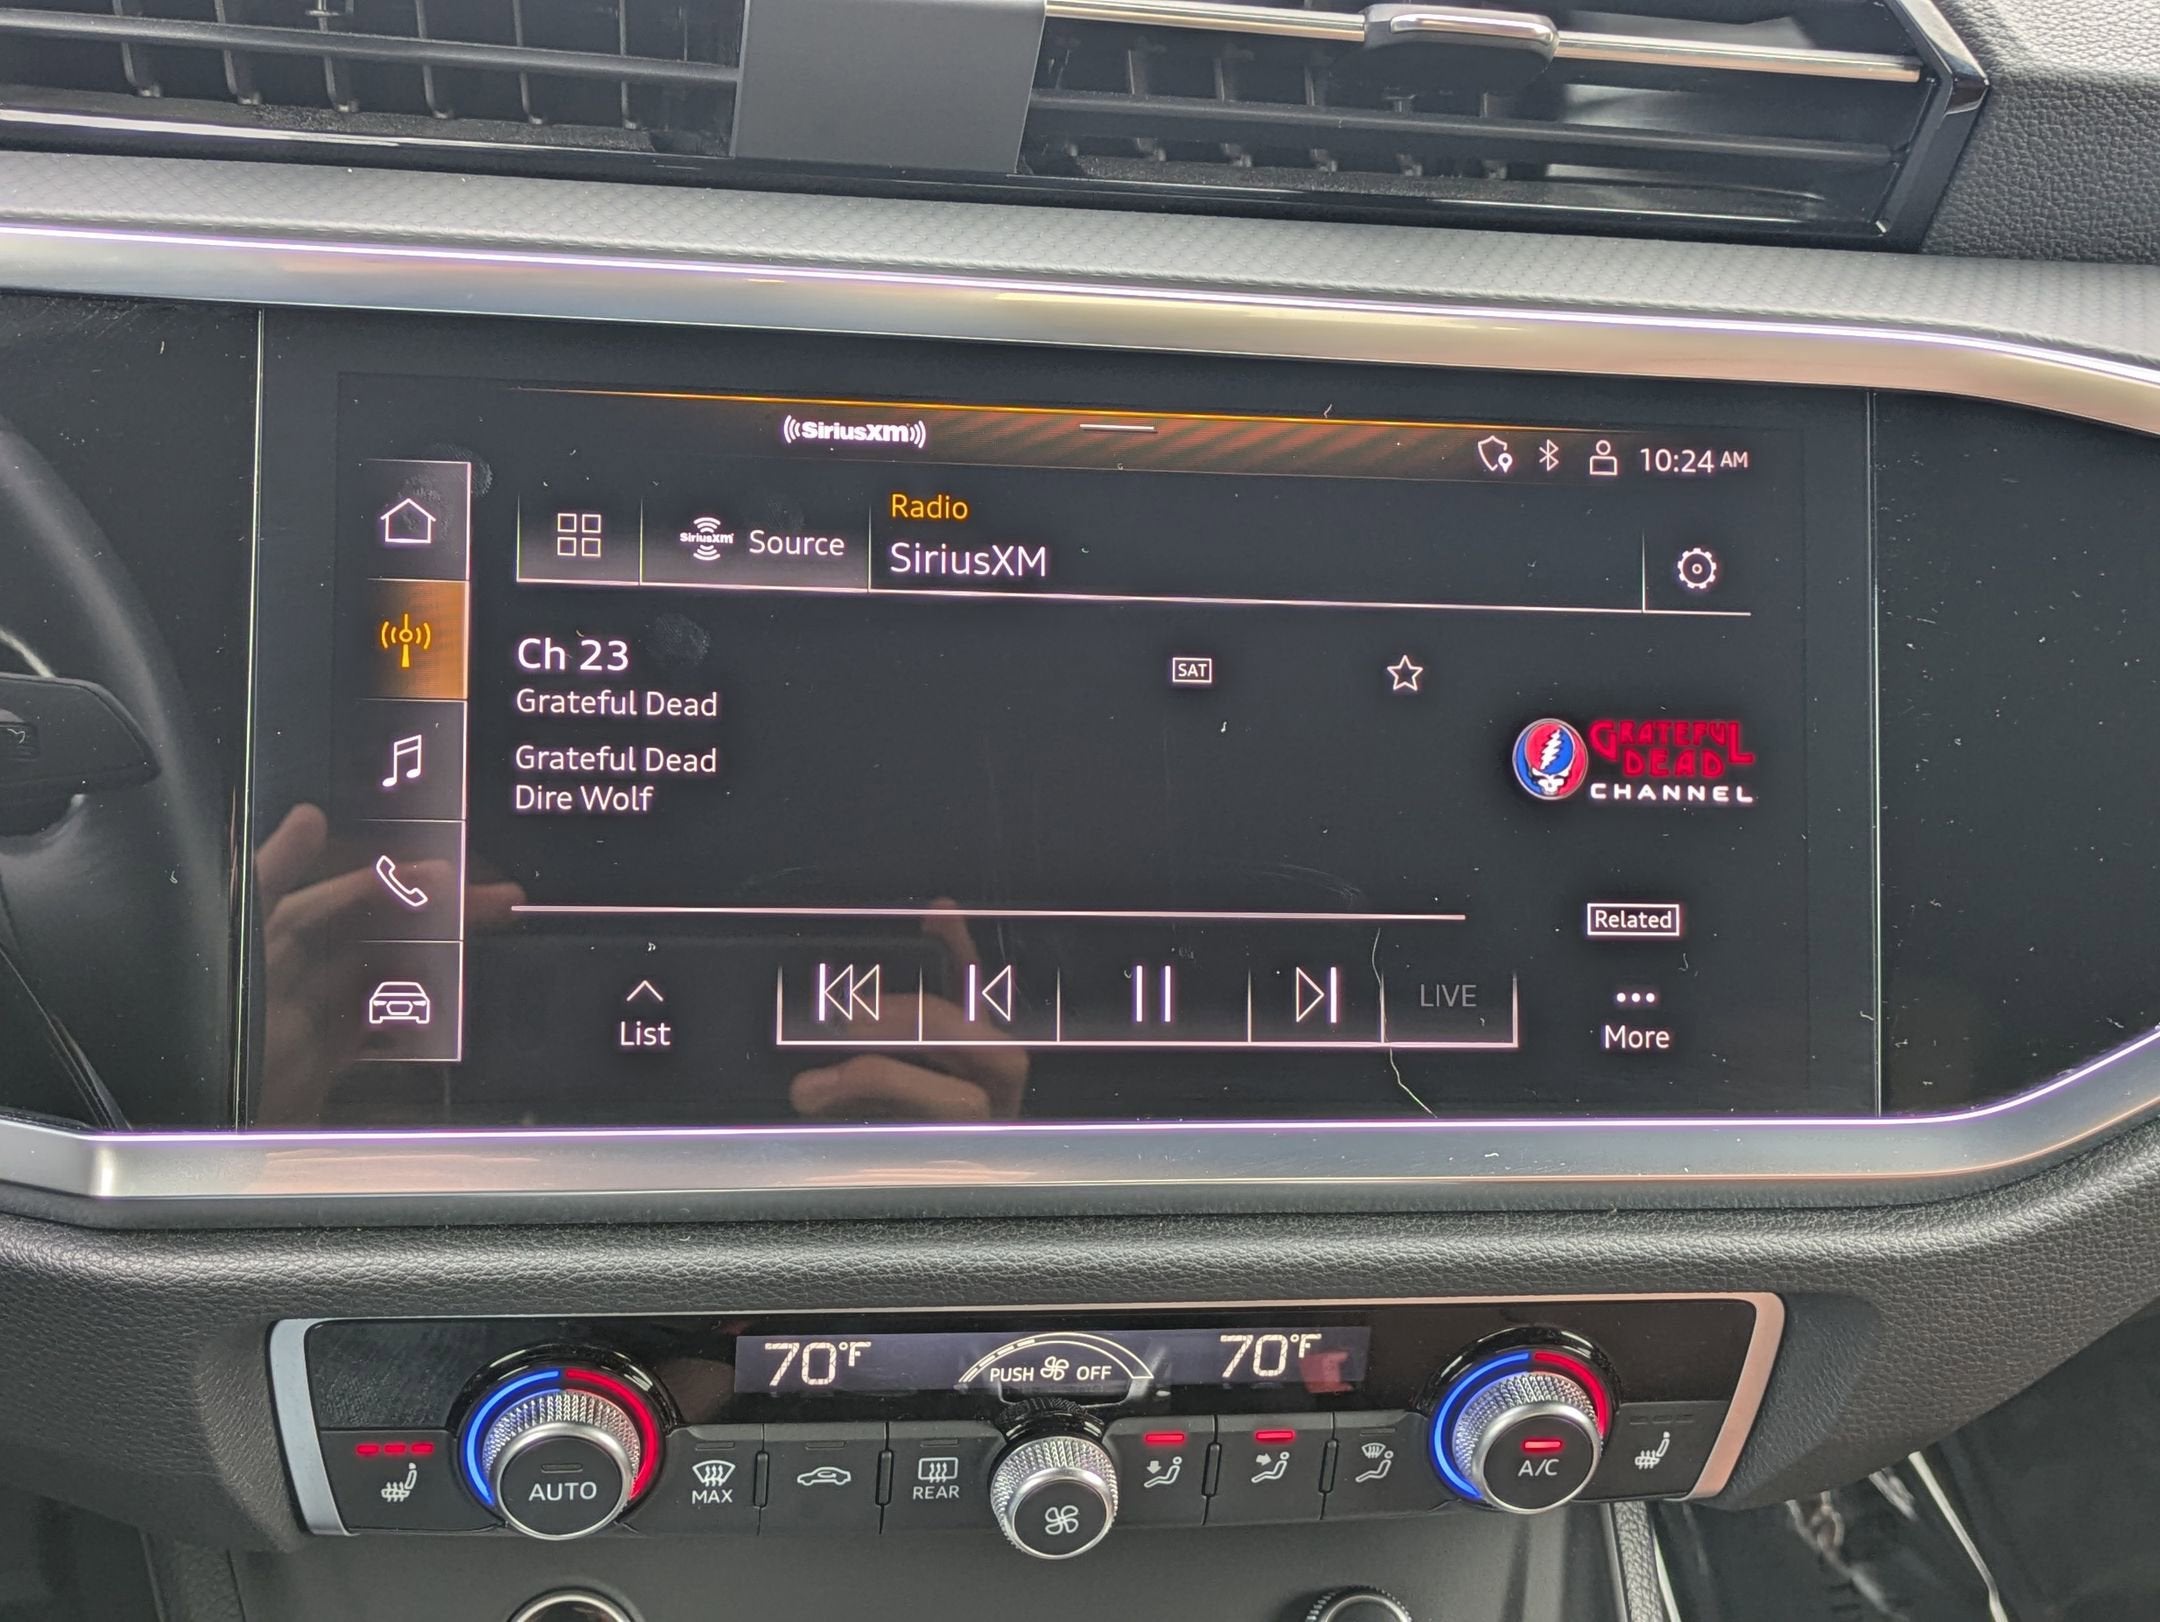 SiriusXM
10:24 AM
SiriusXM Source
Radio
SiriusXM
Ch 23
SAT
Grateful Dead
Grateful Dead
Dire Wolf
GRATEFUL
DEAD
CHANNEL
Related
List
LIVE
More
70°F
PUSH OFF
70°F
AUTO
MAX
REAR
A/C